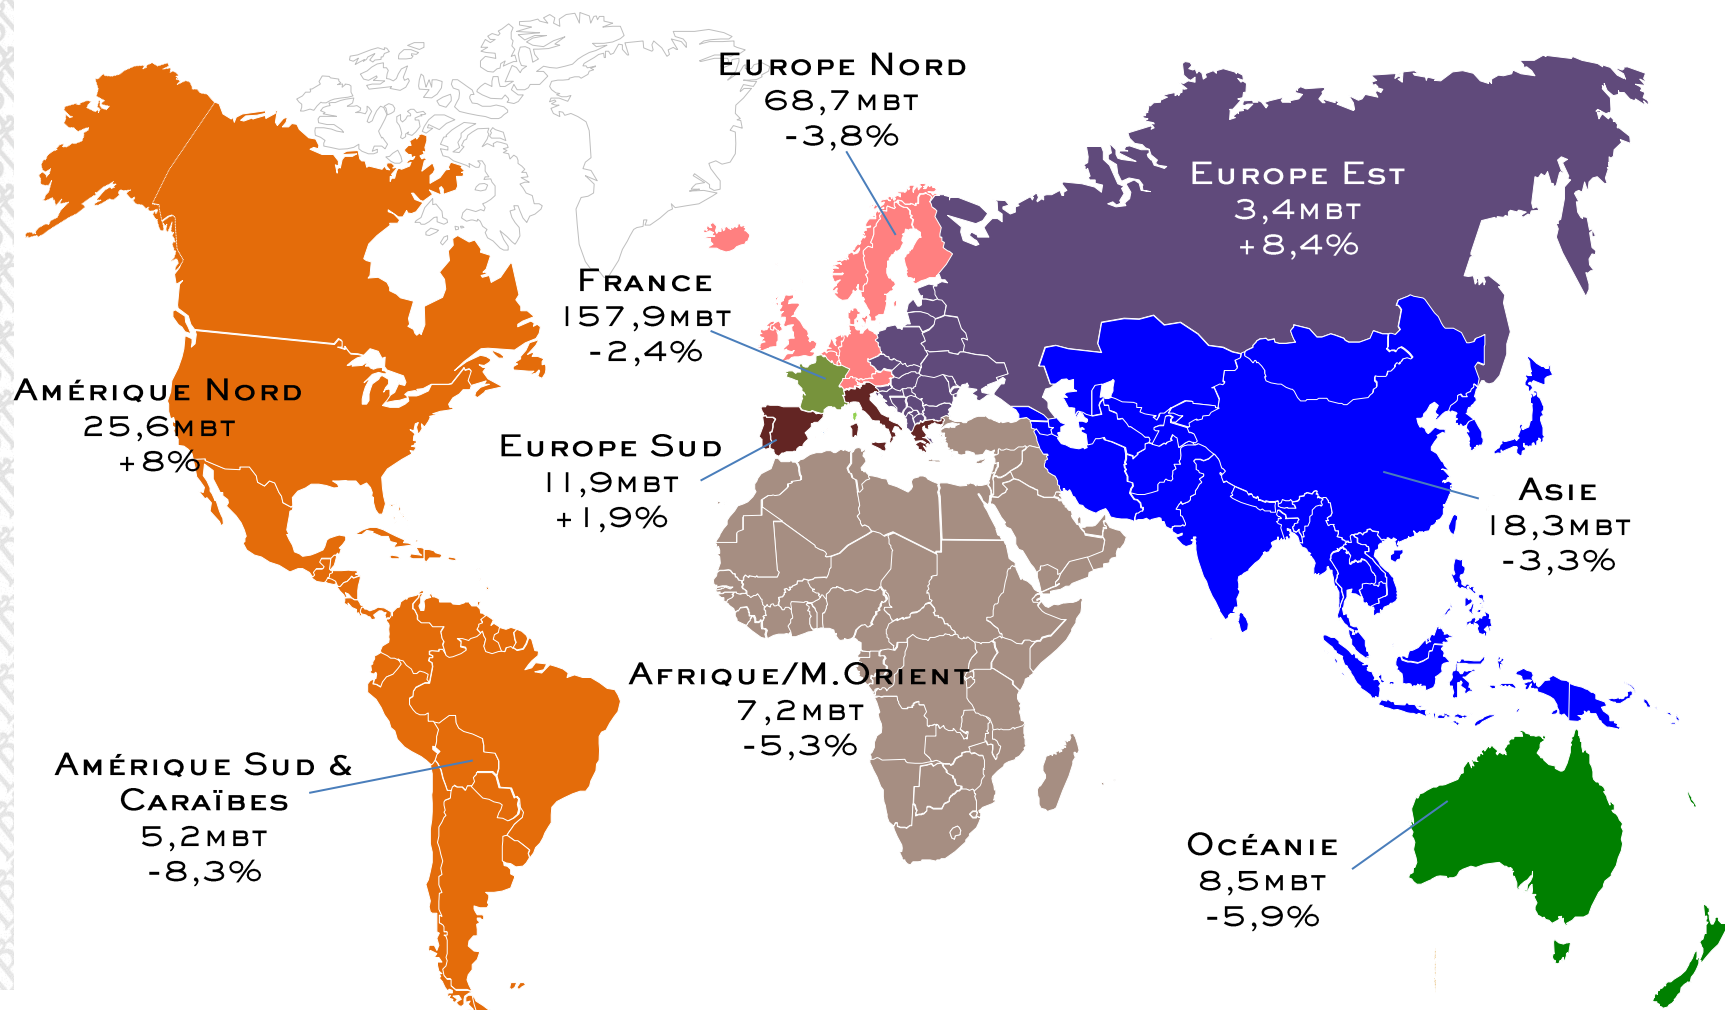 Europe Nord
68,7mbt
-3,8%
Europe Est
3,4mbt
+8,4%
France
157,9mbt
-2,4%
Amérique Nord
25,6mbt
+8%
Europe Sud
11,9mbt
+1,9%
Asie
18,3mbt
-3,3%
Afrique/M.Orient
7,2mbt
-5,3%
Amérique Sud &
Caraïbes
5,2mbt
-8,3%
Océanie
8,5mbt
-5,9%